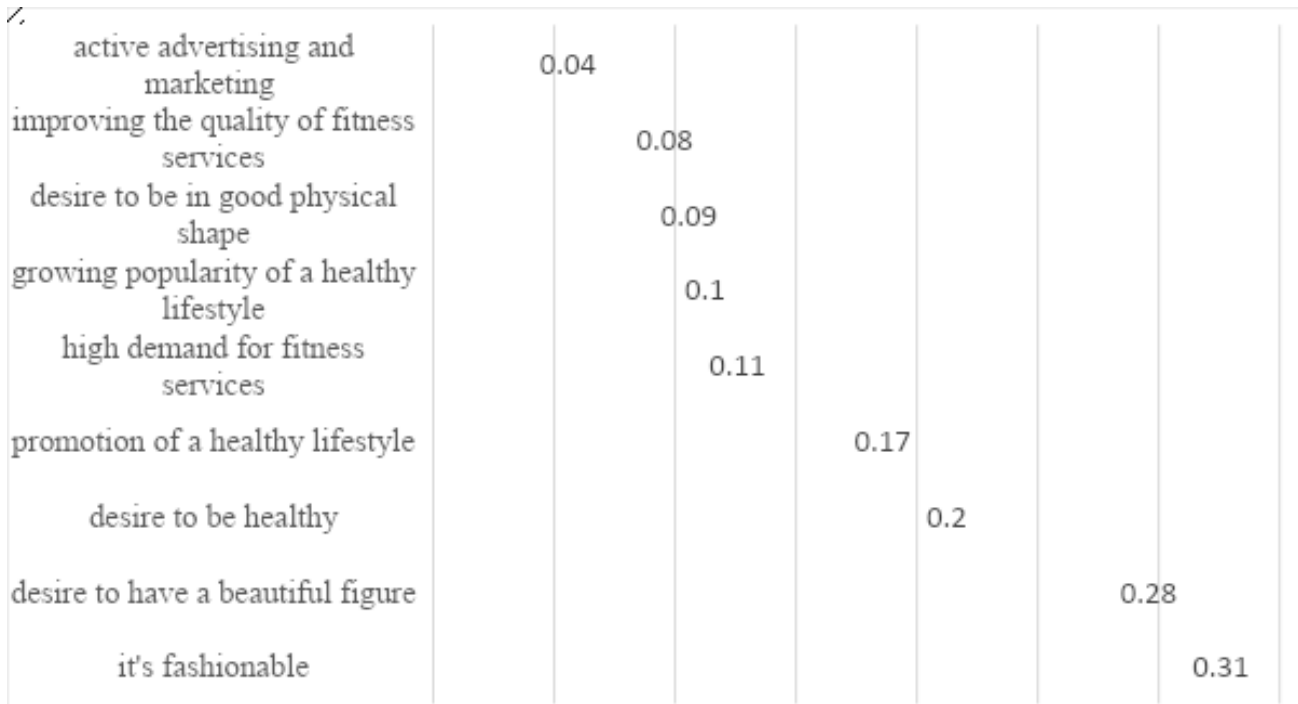 active advertising and
marketing
0.04
improving the quality of fitness
services
0.08
desire to be in good physical
shape
0.09
growing popularity of a healthy
lifestyle
0.1
high demand for fitness
services
0.11
promotion of a healthy lifestyle
0.17
desire to be healthy
0.2
desire to have a beautiful figure
0.28
it's fashionable
0.31